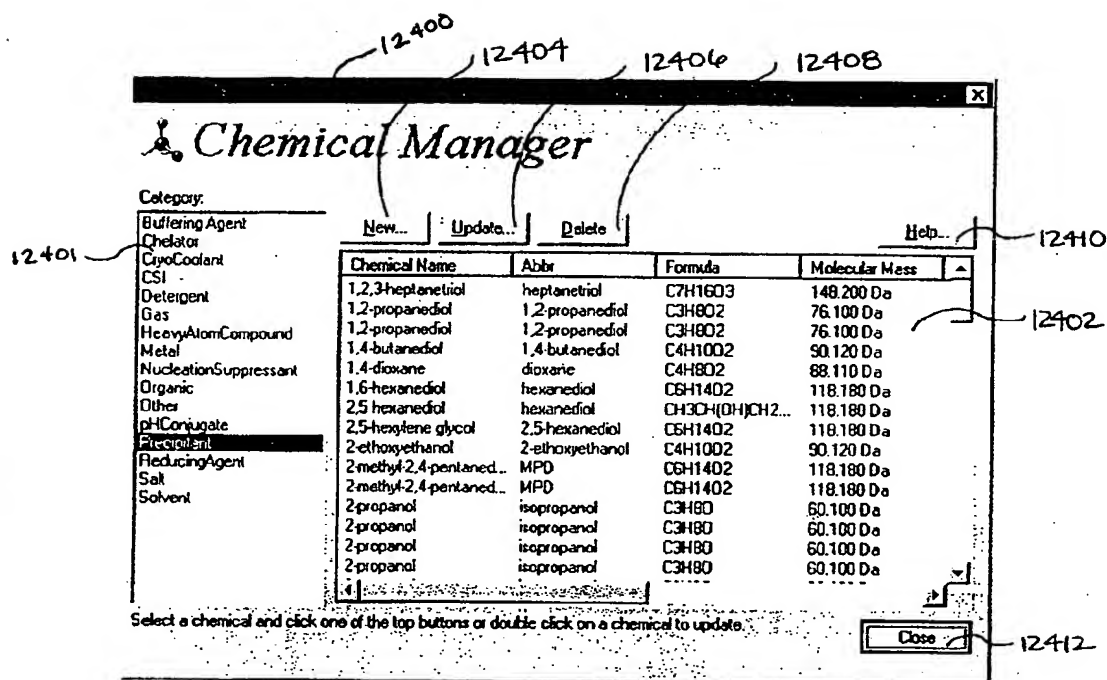 12400
12404
12406
12408
Chemical Manager
Category:
Buffering Agent
Chelator
CryoCoolant
CSI
Detergent
Gas
HeavyAtomCompound
Metal
NucleationSuppressant
Organic
Other
pHConjugate
Precipitent
ReducingAgent
Salt
Solvent
12401
New... Update... Delete Help...
12410
Chemical Name Abbr Formula Molecular Mass
1,2,3-heptanetriol heptanetriol C7H16O3 148.200 Da
1,2-propanediol 1,2-propanediol C3H8O2 76.100 Da
1,2-propanediol 1,2-propanediol C3H8O2 76.100 Da
1,4-butanediol 1,4-butanediol C4H10O2 90.120 Da
1,4-dioxane dioxane C4H8O2 88.110 Da
1,6-hexanediol hexanediol C6H14O2 118.180 Da
2,5 hexanediol hexanediol CH3CH(OH)CH2... 118.180 Da
2,5-hexylene glycol 2,5-hexanediol C6H14O2 118.180 Da
2-ethoxyethanol 2-ethoxyethanol C4H10O2 90.120 Da
2-methyl-2,4-pentaned... MPD C6H14O2 118.180 Da
2-methyl-2,4-pentaned... MPD C6H14O2 118.180 Da
2-propanol isopropanol C3H8O 60.100 Da
2-propanol isopropanol C3H8O 60.100 Da
2-propanol isopropanol C3H8O 60.100 Da
2-propanol isopropanol C3H8O 60.100 Da
12402
Select a chemical and click one of the top buttons or double click on a chemical to update.
Close
12412